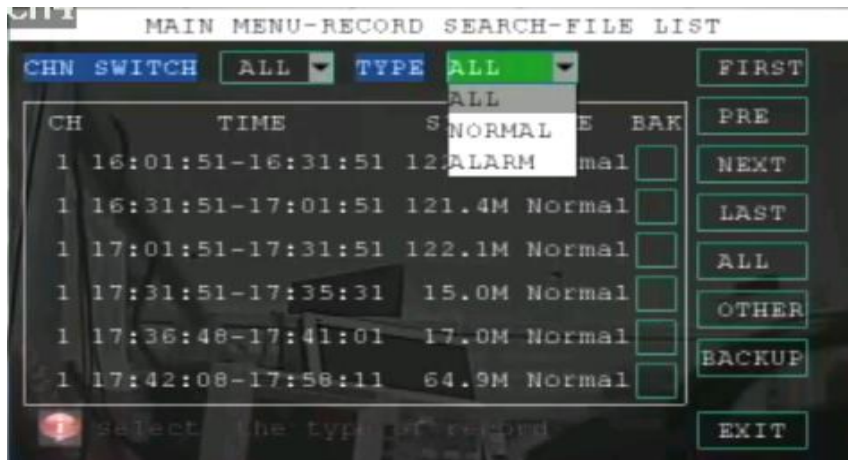 CH4
MAIN MENU-RECORD SEARCH-FILE LIST
CHN SWITCH ALL TYPE ALL FIRST
ALL
NORMAL
ALARM
CH TIME BAK PRE
1 16:01:51-16:31:51 NEXT
1 16:31:51-17:01:51 121.4M Normal LAST
1 17:01:51-17:31:51 122.1M Normal ALL
1 17:31:51-17:35:31 15.0M Normal OTHER
1 17:36:48-17:41:01 17.0M Normal BACKUP
1 17:42:08-17:58:11 64.9M Normal
select the type of record EXIT